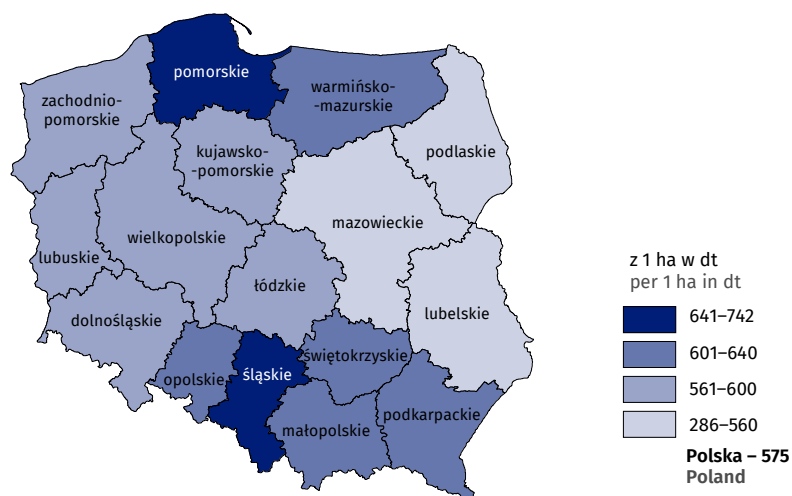 pomorskie
warmińsko-
-mazurskie
zachodnio-
pomorskie
kujawsko-
-pomorskie
podlaskie
mazowieckie
wielkopolskie
lubuskie
łódzkie
lubelskie
dolnośląskie
świętokrzyskie
opolskie
śląskie
podkarpackie
małopolskie
z 1 ha w dt
per 1 ha in dt
641–742
601–640
561–600
286–560
Polska – 575
Poland